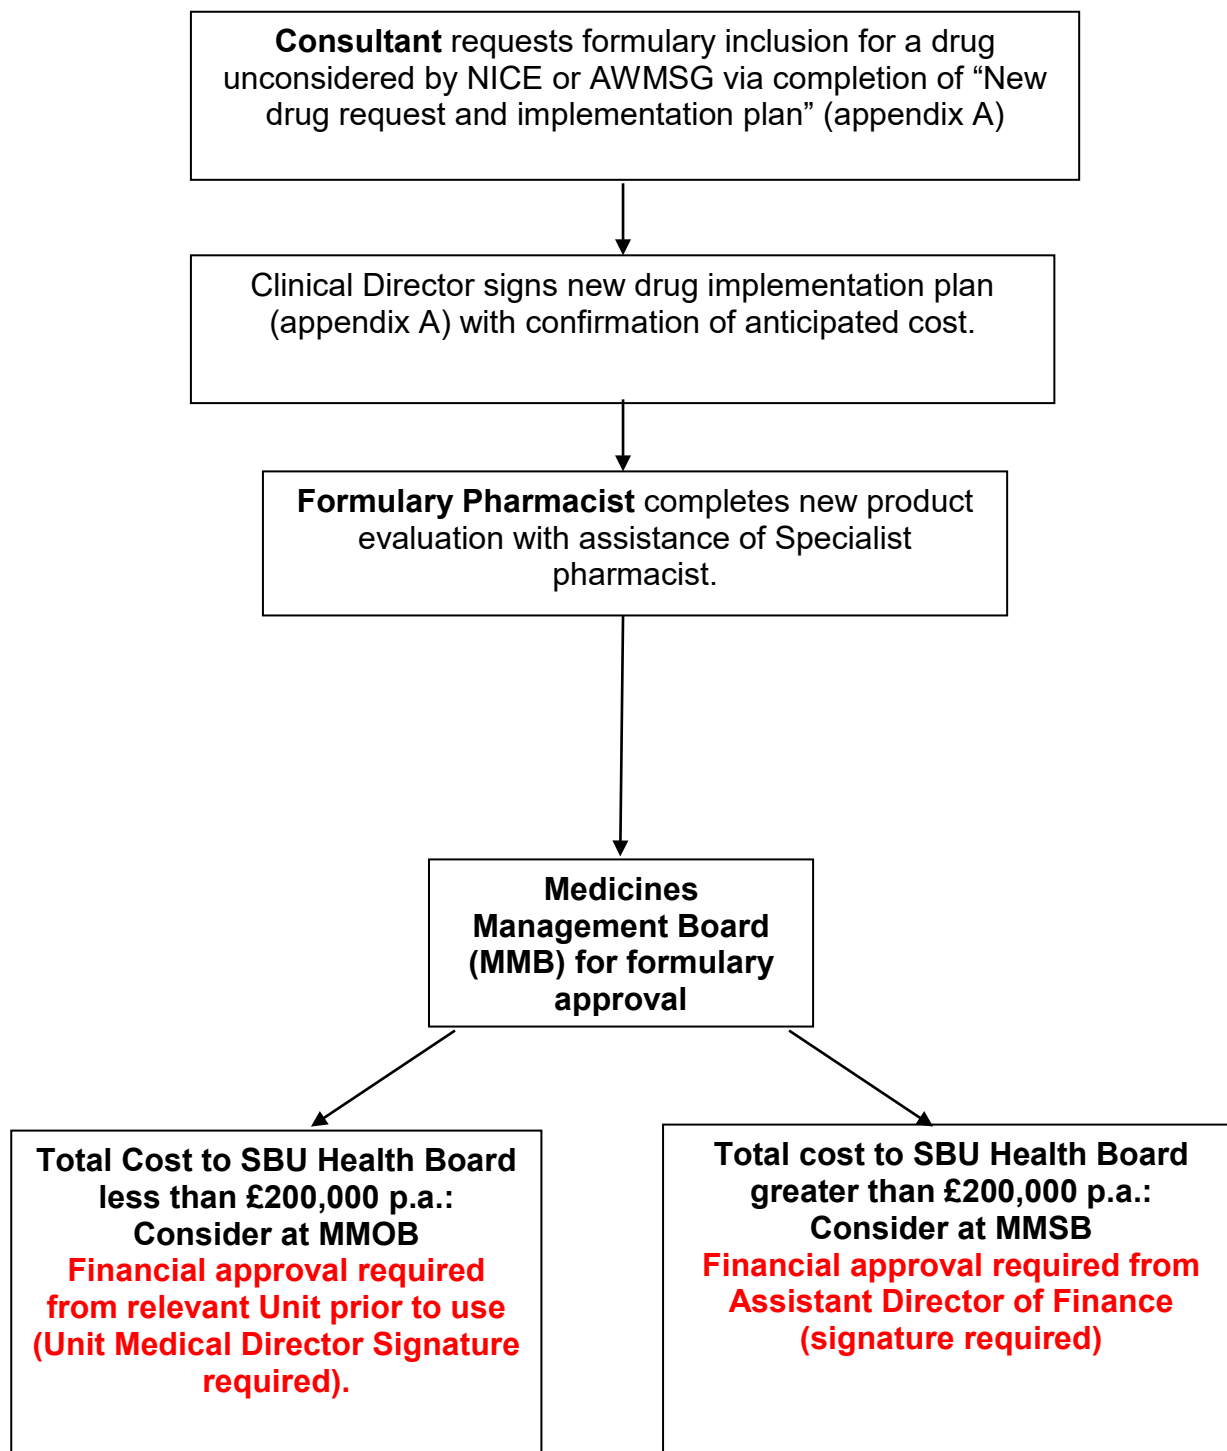 Consultant requests formulary inclusion for a drug
unconsidered by NICE or AWMSG via completion of “New
drug request and implementation plan” (appendix A)
Clinical Director signs new drug implementation plan
(appendix A) with confirmation of anticipated cost.
Formulary Pharmacist completes new product
evaluation with assistance of Specialist
pharmacist.
Medicines
Management Board
(MMB) for formulary
approval
Total Cost to SBU Health Board
less than £200,000 p.a.:
Consider at MMOB
Financial approval required
from relevant Unit prior to use
(Unit Medical Director Signature
required).
Total cost to SBU Health Board
greater than £200,000 p.a.:
Consider at MMSB
Financial approval required from
Assistant Director of Finance
(signature required)